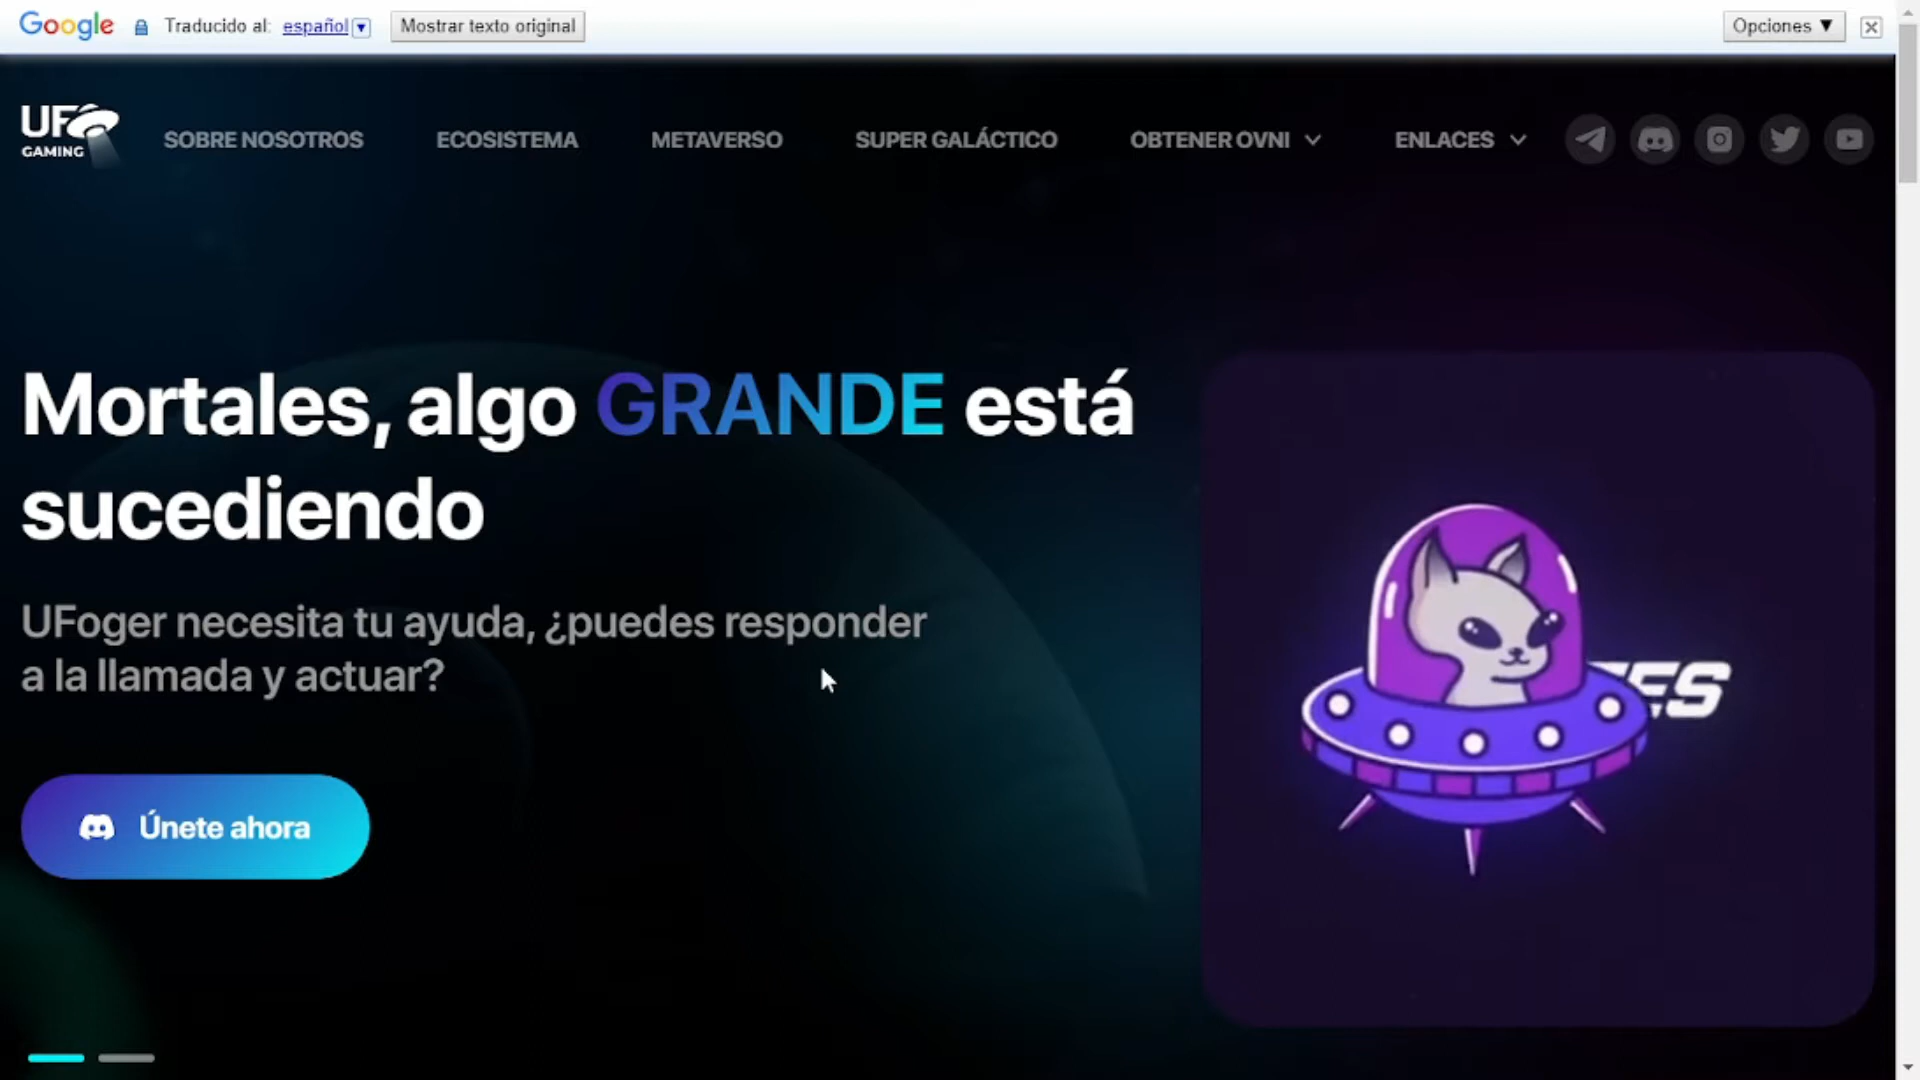 Google Traducido al: español Mostrar texto original Opciones ▼
UFO
GAMING
SOBRE NOSOTROS ECOSISTEMA METAVERSO SUPER GALÁCTICO OBTENER OVNI ENLACES
Mortales, algo GRANDE está
sucediendo
UFoger necesita tu ayuda, ¿puedes responder
a la llamada y actuar?
Únete ahora